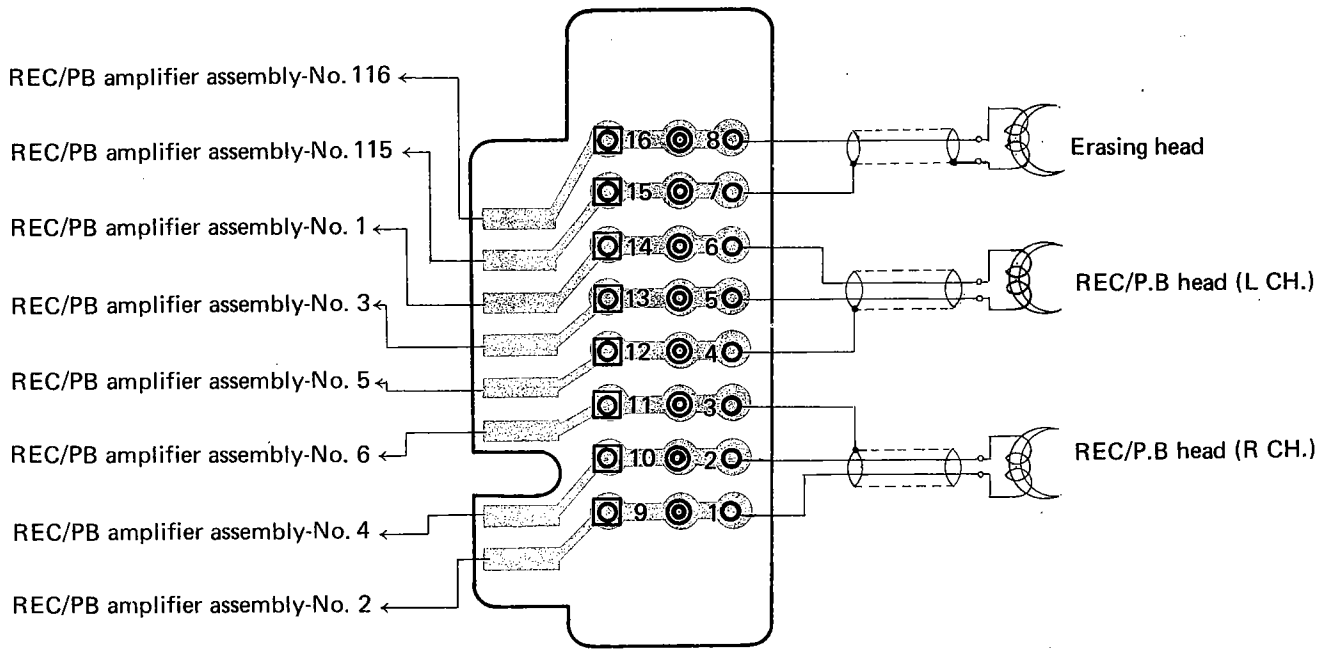 REC/PB amplifier assembly-No. 116
REC/PB amplifier assembly-No. 115
REC/PB amplifier assembly-No. 1
REC/PB amplifier assembly-No. 3
REC/PB amplifier assembly-No. 5
REC/PB amplifier assembly-No. 6
REC/PB amplifier assembly-No. 4
REC/PB amplifier assembly-No. 2
16 8
15 7
14 6
13 5
12 4
11 3
10 2
9 1
Erasing head
REC/P.B head (L CH.)
REC/P.B head (R CH.)